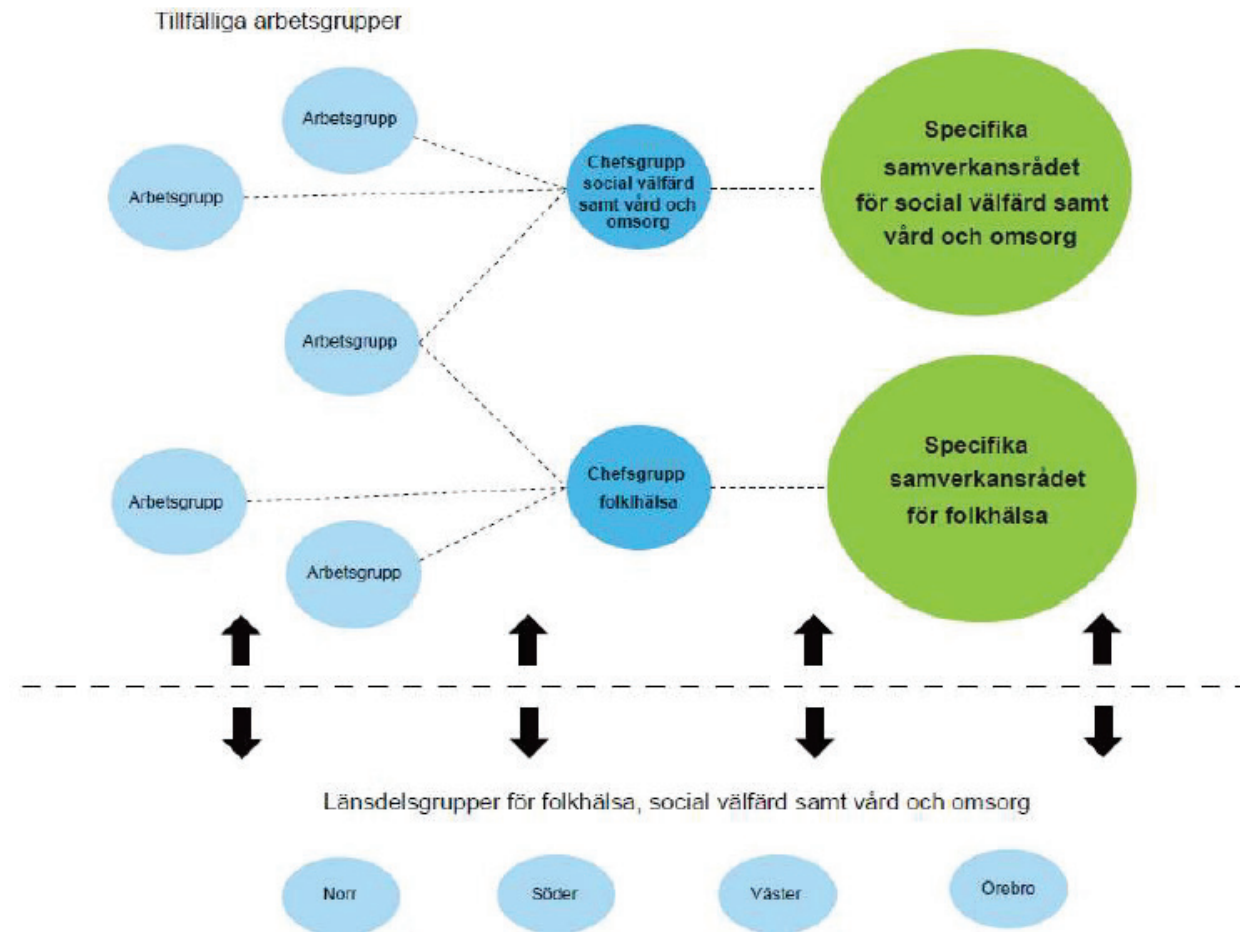 Tillfälliga arbetsgrupper
Arbetsgrupp
Arbetsgrupp
Chefsgrupp
social välfärd
samt vård och
omsorg
Specifika
samverkansrådet
för social välfärd samt
vård och omsorg
Arbetsgrupp
Arbetsgrupp
Arbetsgrupp
Chefsgrupp
folklhälsa
Specifika
samverkansrådet
för folkhälsa
Länsdelsgrupper för folkhälsa, social välfärd samt vård och omsorg
Norr
Söder
Väster
Örebro